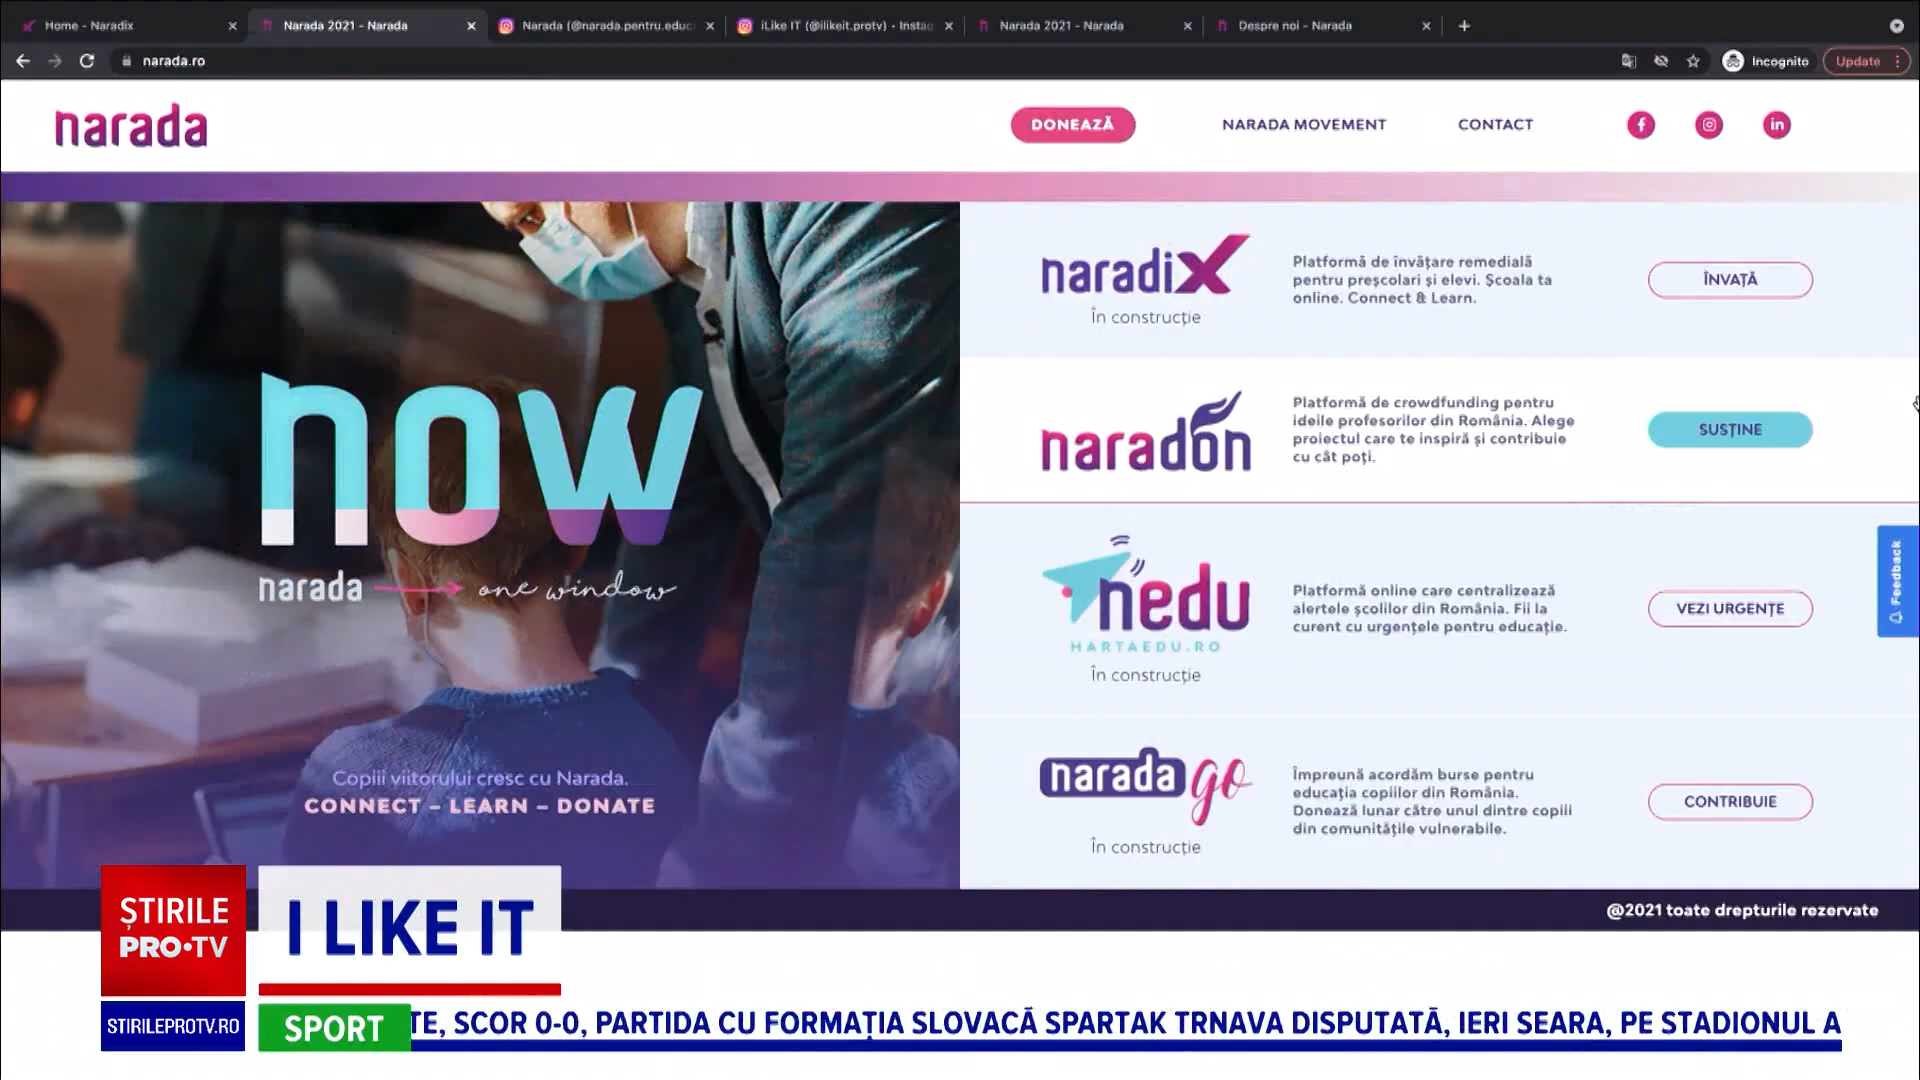 Home - Naradix
Narada 2021 - Narada
Narada (@narada.pentru.educ
iLike IT (@ilikeit.protv) - Instag
Narada 2021 - Narada
Despre noi - Narada
narada.ro
Incognito
Update
narada
DONEAZĂ
NARADA MOVEMENT
CONTACT
now
narada
one window
Copiii viitorului cresc cu Narada.
CONNECT – LEARN – DONATE
naradix
În construcție
Platformă de învățare remedială
pentru preșcolari și elevi. Școala ta
online. Connect & Learn.
ÎNVAȚĂ
naradon
Platformă de crowdfunding pentru
ideile profesorilor din România. Alege
proiectul care te inspiră și contribuie
cu cât poți.
SUSȚINE
nedu
HARTAEDU.RO
În construcție
Platformă online care centralizează
alertele școlilor din România. Fii la
curent cu urgențele pentru educație.
VEZI URGENȚE
Feedback
narada go
În construcție
Împreună acordăm burse pentru
educația copiilor din România.
Donează lunar către unul dintre copiii
din comunitățile vulnerabile.
CONTRIBUIE
@2021 toate drepturile rezervate
ȘTIRILE
PRO•TV
I LIKE IT
STIRILEPROTV.RO
SPORT
TE, SCOR 0-0, PARTIDA CU FORMAȚIA SLOVACĂ SPARTAK TRNAVA DISPUTATĂ, IERI SEARA, PE STADIONUL A